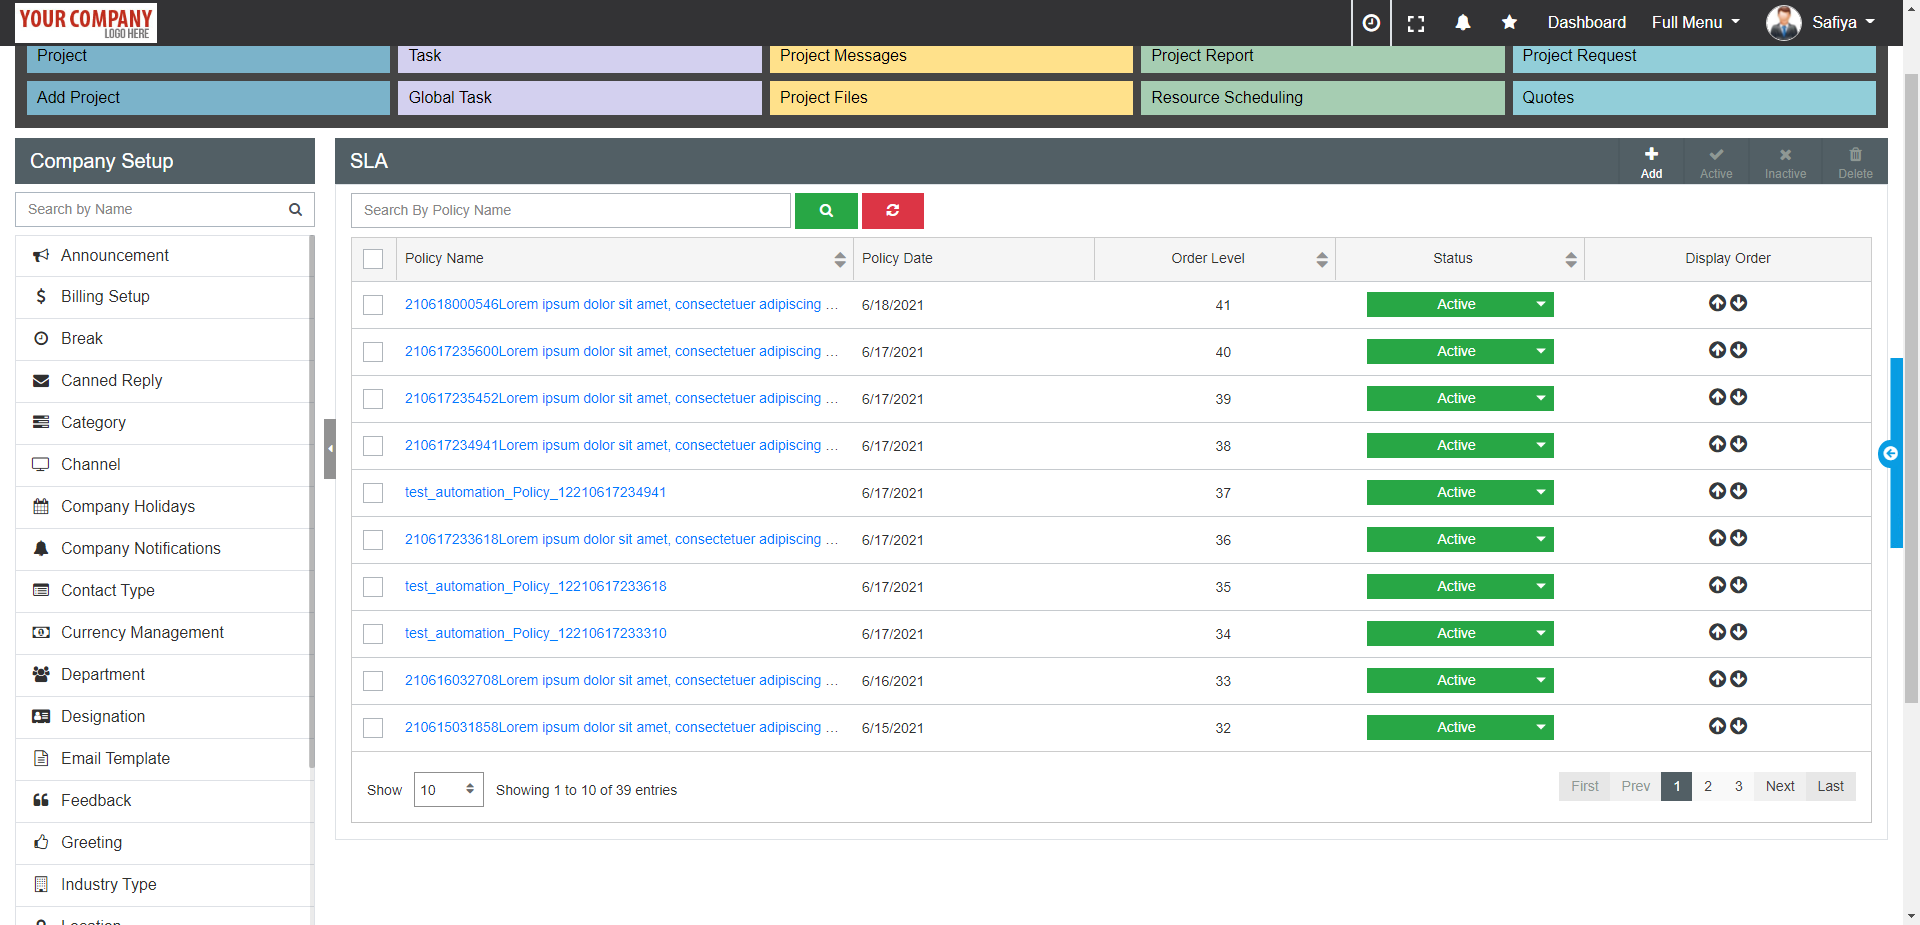 YOUR COMPANY
LOGO HERE
Dashboard
Full Menu
Safiya
Project
Task
Project Messages
Project Report
Project Request
Add Project
Global Task
Project Files
Resource Scheduling
Quotes
Company Setup
Search by Name
Announcement
Billing Setup
Break
Canned Reply
Category
Channel
Company Holidays
Company Notifications
Contact Type
Currency Management
Department
Designation
Email Template
Feedback
Greeting
Industry Type
Location
SLA
Add
Active
Inactive
Delete
Search By Policy Name
Policy Name Policy Date Order Level Status Display Order
210618000546Lorem ipsum dolor sit amet, consectetuer adipiscing ... 6/18/2021 41 Active
210617235600Lorem ipsum dolor sit amet, consectetuer adipiscing ... 6/17/2021 40 Active
210617235452Lorem ipsum dolor sit amet, consectetuer adipiscing ... 6/17/2021 39 Active
210617234941Lorem ipsum dolor sit amet, consectetuer adipiscing ... 6/17/2021 38 Active
test_automation_Policy_12210617234941 6/17/2021 37 Active
210617233618Lorem ipsum dolor sit amet, consectetuer adipiscing ... 6/17/2021 36 Active
test_automation_Policy_12210617233618 6/17/2021 35 Active
test_automation_Policy_12210617233310 6/17/2021 34 Active
210616032708Lorem ipsum dolor sit amet, consectetuer adipiscing ... 6/16/2021 33 Active
210615031858Lorem ipsum dolor sit amet, consectetuer adipiscing ... 6/15/2021 32 Active
Show 10 Showing 1 to 10 of 39 entries
First Prev 1 2 3 Next Last